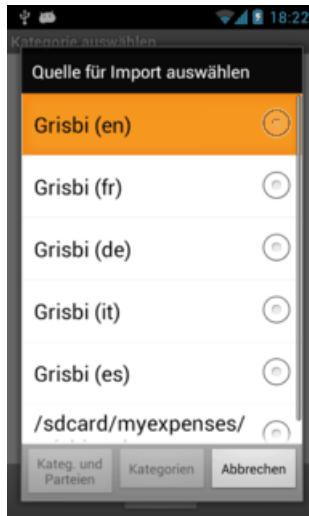 18:22
Kategorie auswählen
Quelle für Import auswählen
Grisbi (en)
Grisbi (fr)
Grisbi (de)
Grisbi (it)
Grisbi (es)
/sdcard/myexpenses/
Kateg. und
Parteien
Kategorien
Abbrechen